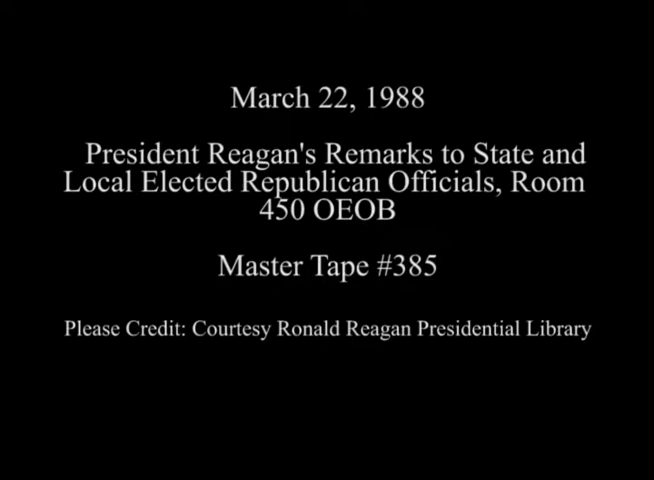 March 22, 1988
President Reagan's Remarks to State and
Local Elected Republican Officials, Room
450 OEOB
Master Tape #385
Please Credit: Courtesy Ronald Reagan Presidential Library